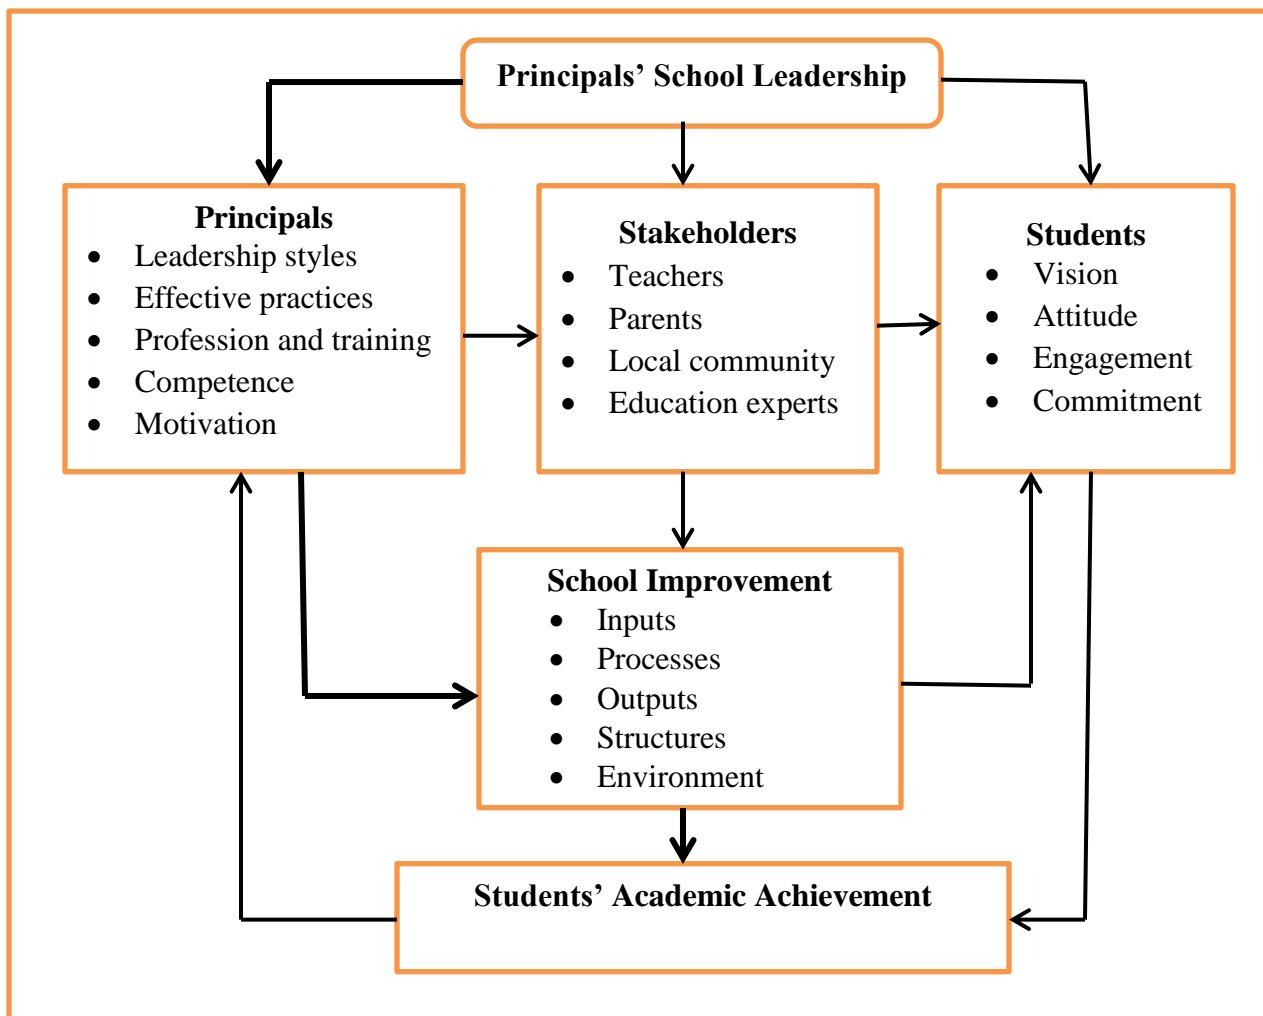 Principals’ School Leadership
Principals
• Leadership styles
• Effective practices
• Profession and training
• Competence
• Motivation
Stakeholders
• Teachers
• Parents
• Local community
• Education experts
Students
• Vision
• Attitude
• Engagement
• Commitment
School Improvement
• Inputs
• Processes
• Outputs
• Structures
• Environment
Students’ Academic Achievement